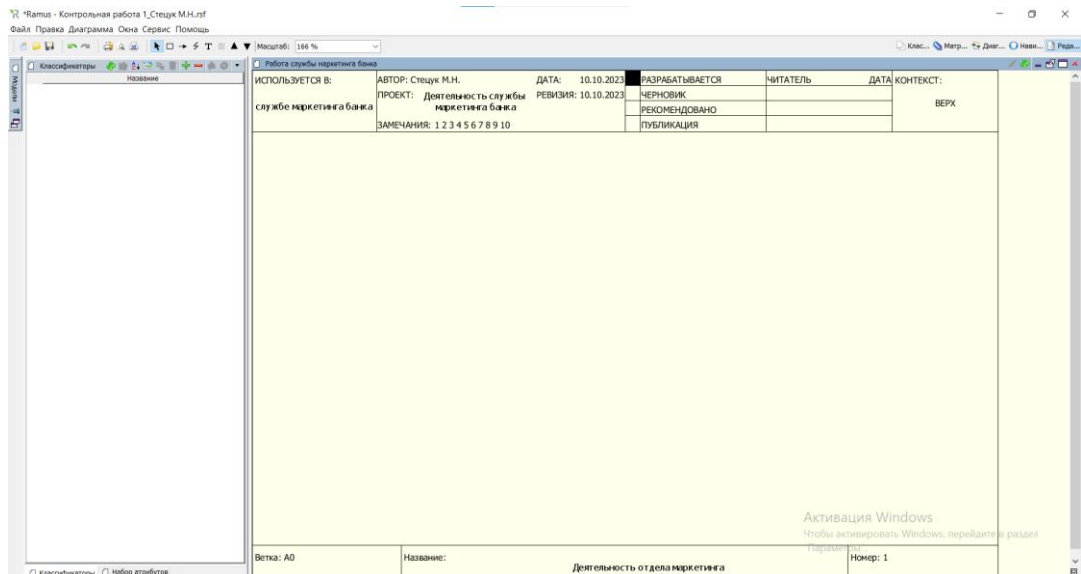 *Ramus - Контрольная работа 1_Стецук М.Н..rsf
Файл Правка Диаграмма Окна Сервис Помощь
Масштаб: 166 %
Клас... Матр... Диаг... Нави... Реда...
Модели
Классификаторы
Название
Работа службы маркетинга банка
ИСПОЛЬЗУЕТСЯ В:
службе маркетинга банка
АВТОР: Стецук М.Н.
ДАТА: 10.10.2023
ПРОЕКТ: Деятельность службы
маркетинга банка
РЕВИЗИЯ: 10.10.2023
ЗАМЕЧАНИЯ: 1 2 3 4 5 6 7 8 9 10
РАЗРАБАТЫВАЕТСЯ
ЧЕРНОВИК
РЕКОМЕНДОВАНО
ПУБЛИКАЦИЯ
ЧИТАТЕЛЬ
ДАТА
КОНТЕКСТ:
ВЕРХ
Активация Windows
Чтобы активировать Windows, перейдите в раздел
"Параметры".
Ветка: A0
Название:
Деятельность отдела маркетинга
Номер: 1
Классификаторы
Набор атрибутов